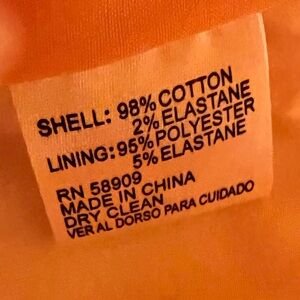 SHELL: 98% COTTON
2% ELASTANE
LINING: 95% POLYESTER
5% ELASTANE
RN 58909
MADE IN CHINA
DRY CLEAN
VER AL DORSO PARA CUIDADO